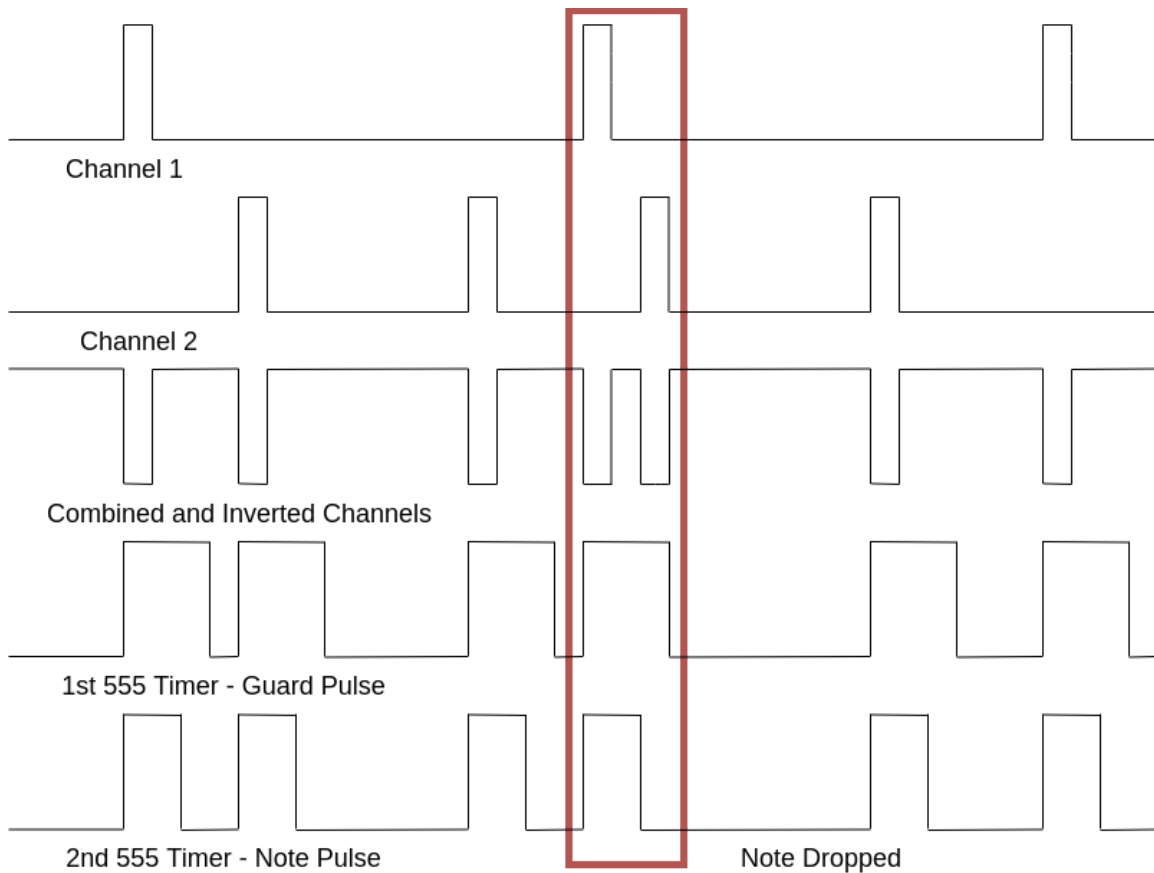 Channel 1
Channel 2
Combined and Inverted Channels
1st 555 Timer - Guard Pulse
2nd 555 Timer - Note Pulse
Note Dropped